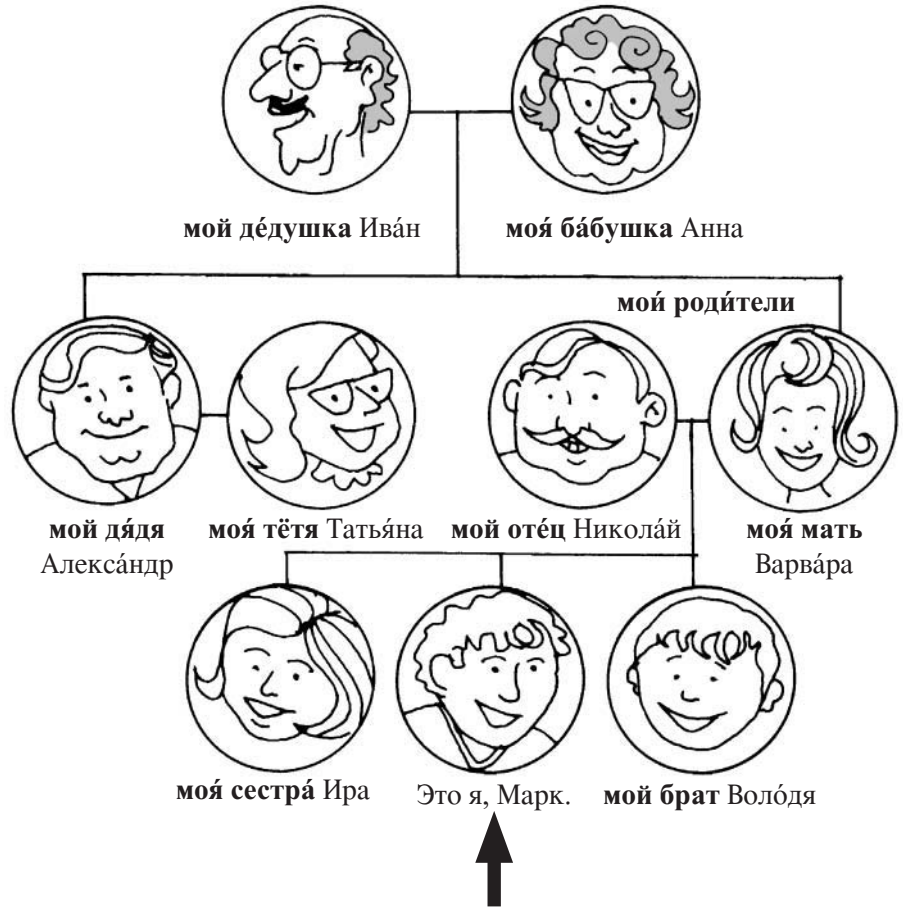 мой де́душка Ива́н
моя́ ба́бушка Анна
мои́ роди́тели
мой дя́дя
Алекса́ндр
моя́ тётя Татья́на
мой оте́ц Никола́й
моя́ мать
Варва́ра
моя́ сестра́ Ира
Это я, Марк.
мой брат Воло́дя